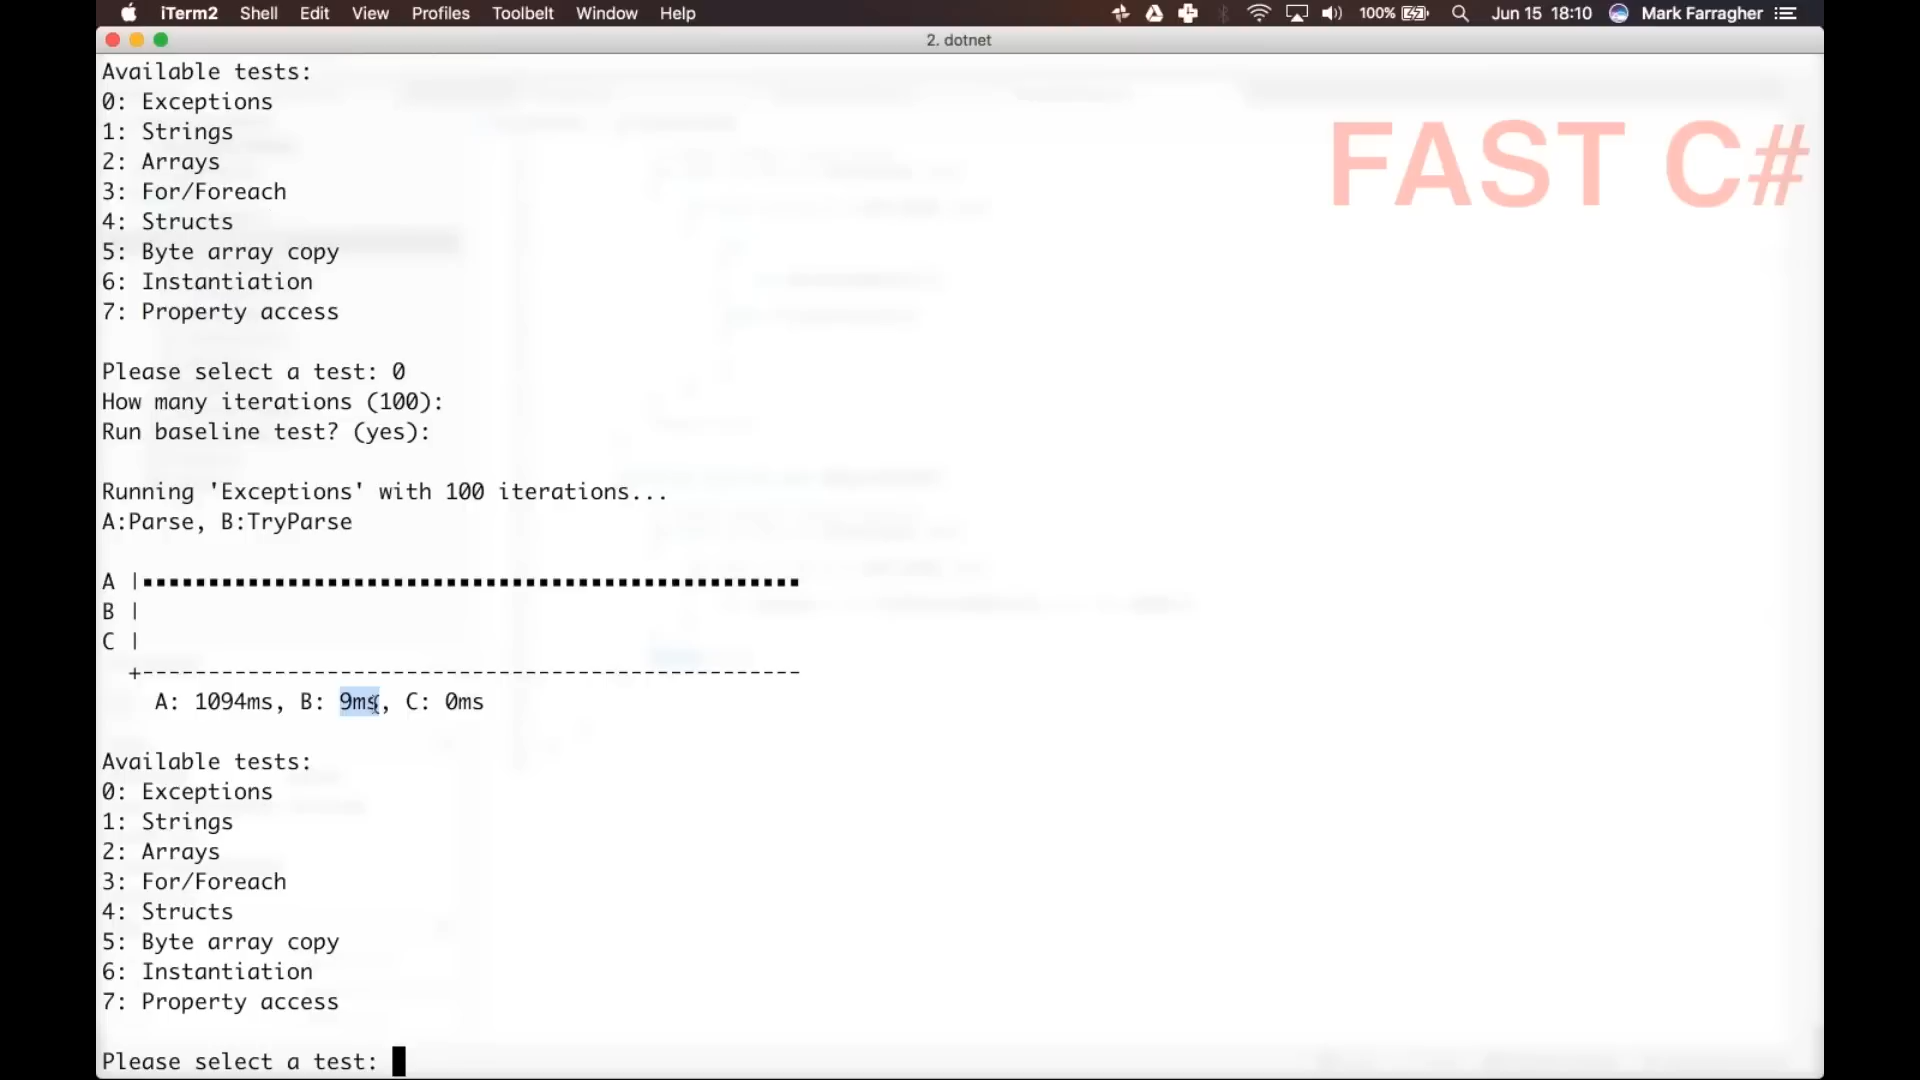 iTerm2 Shell Edit View Profiles Toolbelt Window Help 100% Jun 15 18:10 Mark Farragher
2. dotnet
FAST C#
Available tests:
0: Exceptions
1: Strings
2: Arrays
3: For/Foreach
4: Structs
5: Byte array copy
6: Instantiation
7: Property access
Please select a test: 0
How many iterations (100):
Run baseline test? (yes):
Running 'Exceptions' with 100 iterations...
A:Parse, B:TryParse
A |
B |
C |
A: 1094ms, B: 9ms, C: 0ms
Available tests:
0: Exceptions
1: Strings
2: Arrays
3: For/Foreach
4: Structs
5: Byte array copy
6: Instantiation
7: Property access
Please select a test: